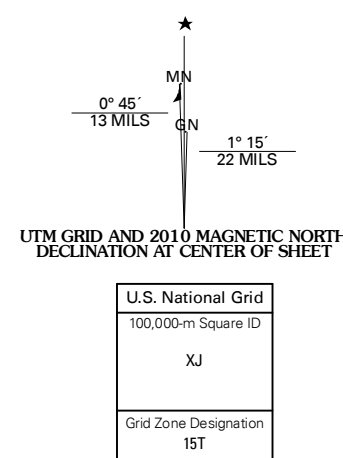 ★
MN
0° 45´
13 MILS
GN
1° 15´
22 MILS
UTM GRID AND 2010 MAGNETIC NORTH
DECLINATION AT CENTER OF SHEET
U.S. National Grid
100,000-m Square ID
XJ
Grid Zone Designation
15T